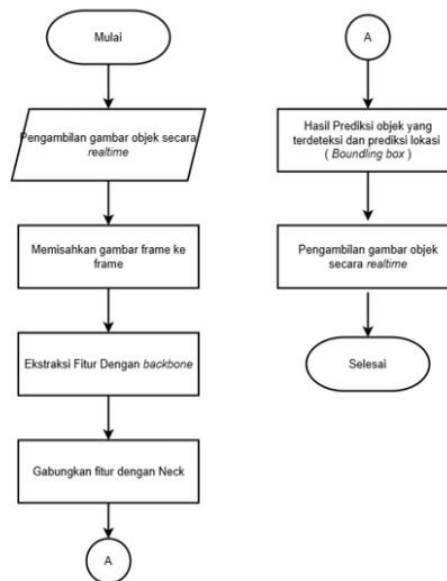 Mulai
Pengambilan gambar objek secara
realtime
Memisahkan gambar frame ke
frame
Ekstraksi Fitur Dengan backbone
Gabungkan fitur dengan Neck
A
A
Hasil Prediksi objek yang
terdeteksi dan prediksi lokasi
( Boundling box )
Pengambilan gambar objek
secara realtime
Selesai